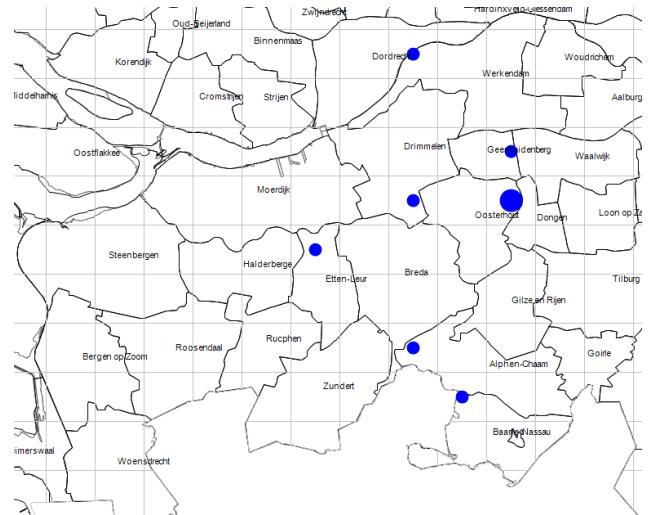 Zwijndrecht
Hardinxveld-Giessendam
Oud-Beijerland
Binnenmaas
Korendijk
Dordrecht
Woudrichem
Werkendam
Middelharnis
Cromstrijen
Strijen
Aalburg
Oostflakkee
Drimmelen
Geertruidenberg
Waalwijk
Moerdijk
Oosterhout
Dongen
Loon op Za
Steenbergen
Halderberge
Etten-Leur
Breda
Tilburg
Gilze en Rijen
Bergen op Zoom
Roosendaal
Rucphen
Goirle
Alphen-Chaam
Zundert
Baarle-Nassau
imerswaal
Woensdrecht